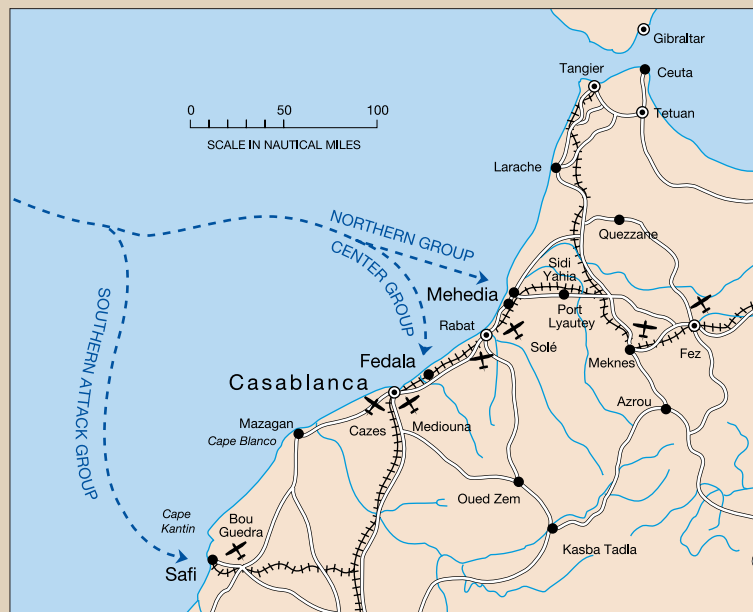 Gibraltar
Tangier
Ceuta
0 50 100
SCALE IN NAUTICAL MILES
Tetuan
Larache
NORTHERN GROUP
CENTER GROUP
SOUTHERN ATTACK GROUP
Quezzane
Sidi
Yahia
Mehedia
Port
Lyautey
Rabat
Solé
Meknes
Fez
Fedala
Casablanca
Azrou
Mazagan
Cape Blanco
Cazes
Mediouna
Oued Zem
Kasba Tadla
Cape
Kantin
Bou
Guedra
Safi